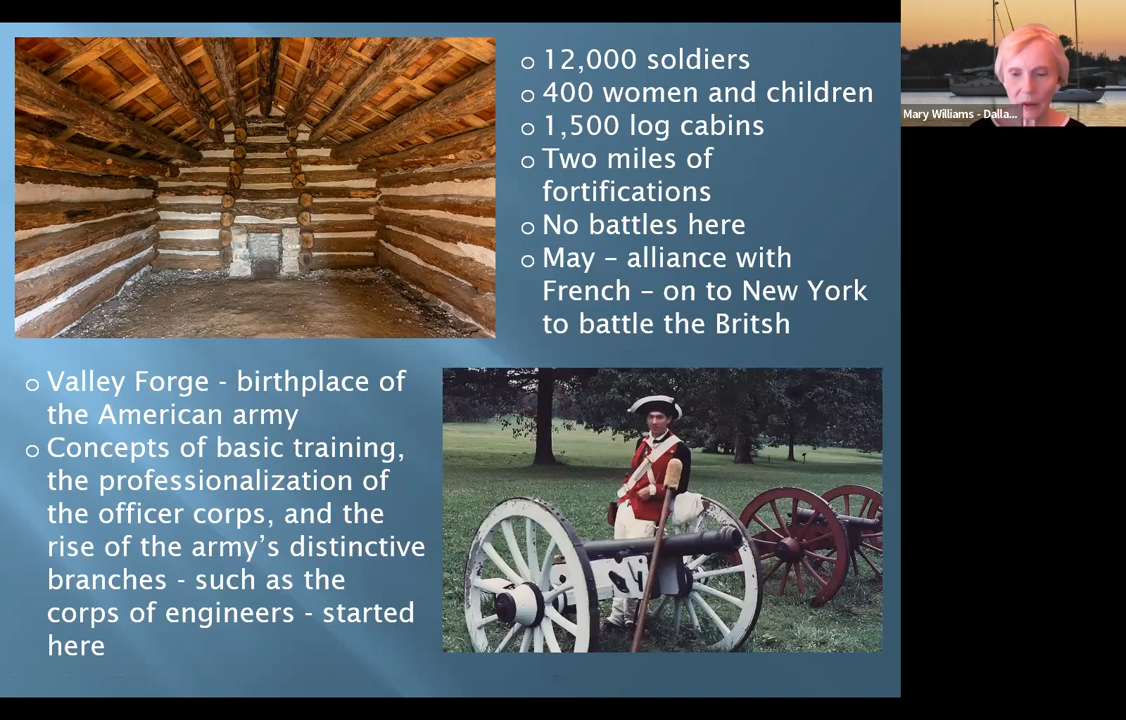 o 12,000 soldiers
o 400 women and children
o 1,500 log cabins
o Two miles of
fortifications
o No battles here
o May – alliance with
French – on to New York
to battle the Britsh
Mary Williams - Dalla...
o Valley Forge - birthplace of
the American army
o Concepts of basic training,
the professionalization of
the officer corps, and the
rise of the army’s distinctive
branches - such as the
corps of engineers - started
here